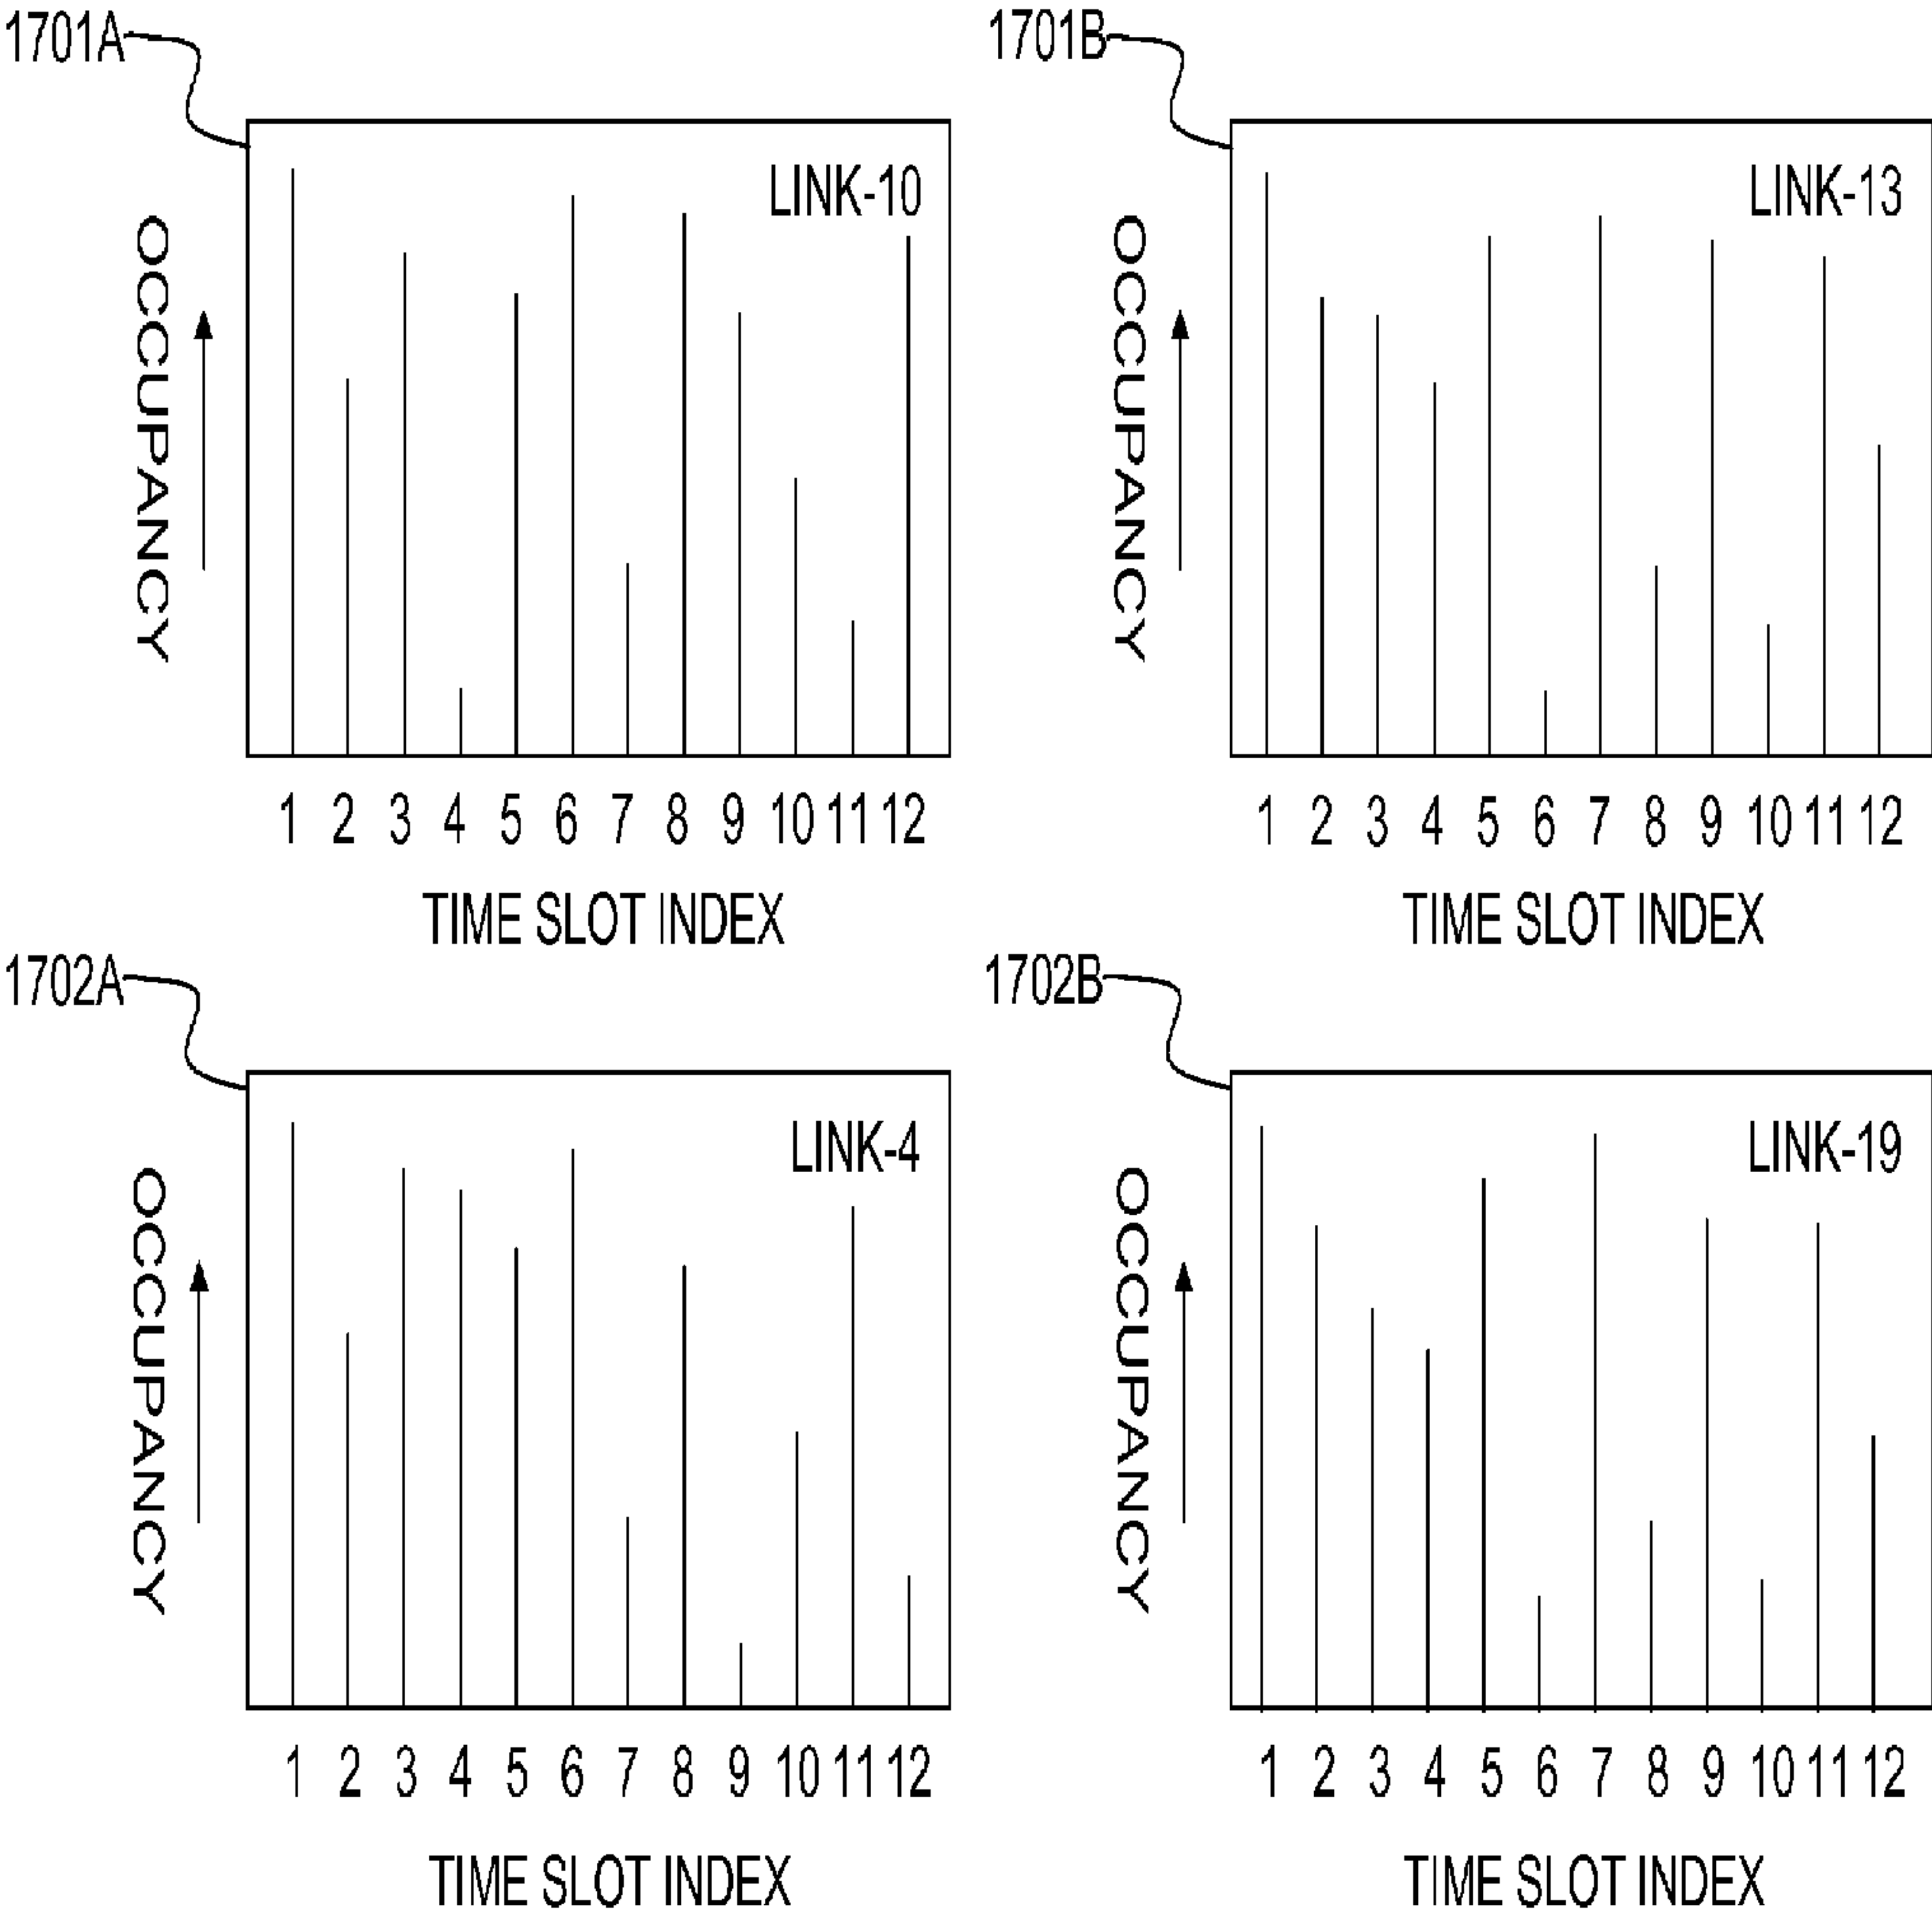 1701A
LINK-10
OCCUPANCY
1 2 3 4 5 6 7 8 9 10 11 12
TIME SLOT INDEX
1701B
LINK-13
OCCUPANCY
1 2 3 4 5 6 7 8 9 10 11 12
TIME SLOT INDEX
1702A
LINK-4
OCCUPANCY
1 2 3 4 5 6 7 8 9 10 11 12
TIME SLOT INDEX
1702B
LINK-19
OCCUPANCY
1 2 3 4 5 6 7 8 9 10 11 12
TIME SLOT INDEX